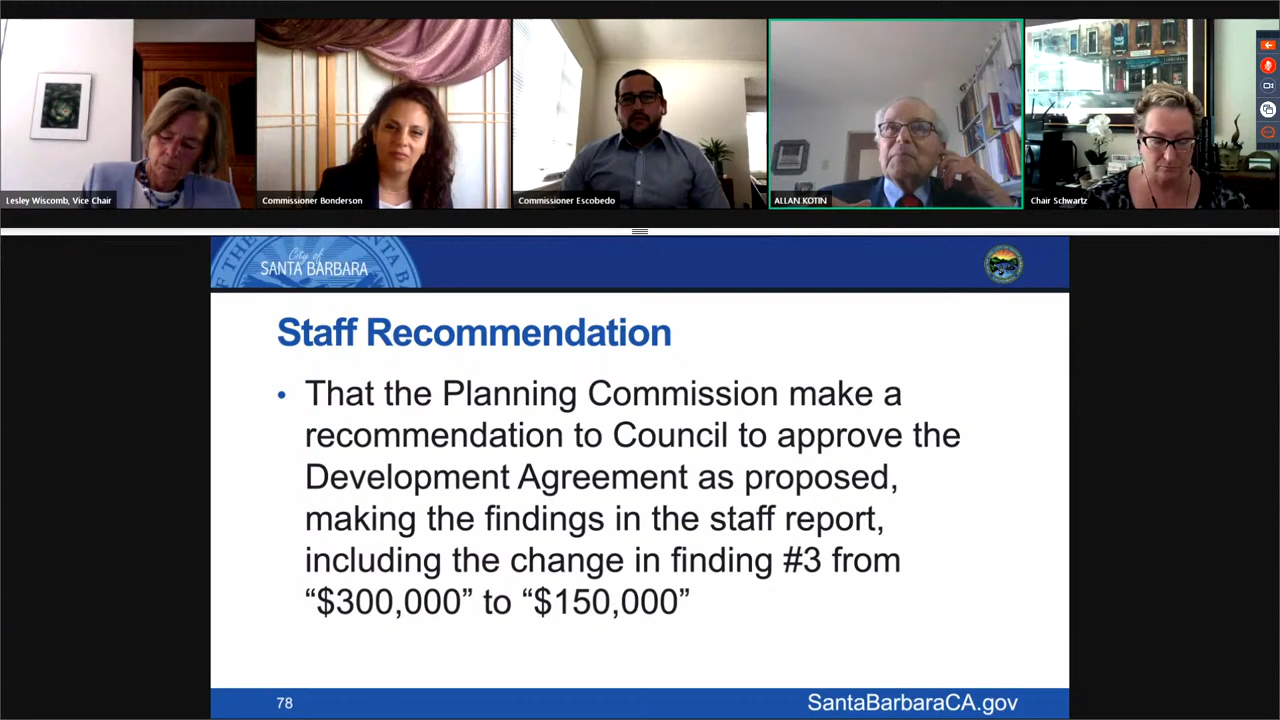 Lesley Wiscomb, Vice Chair
Commissioner Bonderson
Commissioner Escobedo
ALLAN KOTIN
Chair Schwartz
City of
SANTA BARBARA
Staff Recommendation
• That the Planning Commission make a
recommendation to Council to approve the
Development Agreement as proposed,
making the findings in the staff report,
including the change in finding #3 from
“$300,000” to “$150,000”
78
SantaBarbaraCA.gov